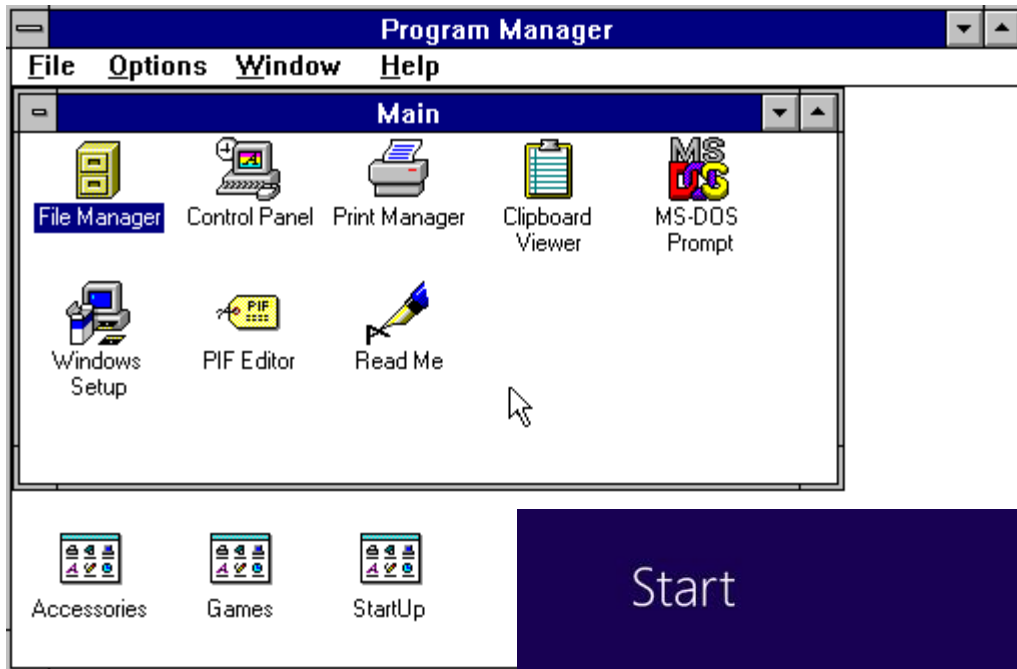 Program Manager
File Options Window Help
Main
File Manager Control Panel Print Manager Clipboard Viewer MS-DOS Prompt
Windows Setup PIF Editor Read Me
Accessories Games StartUp
Start